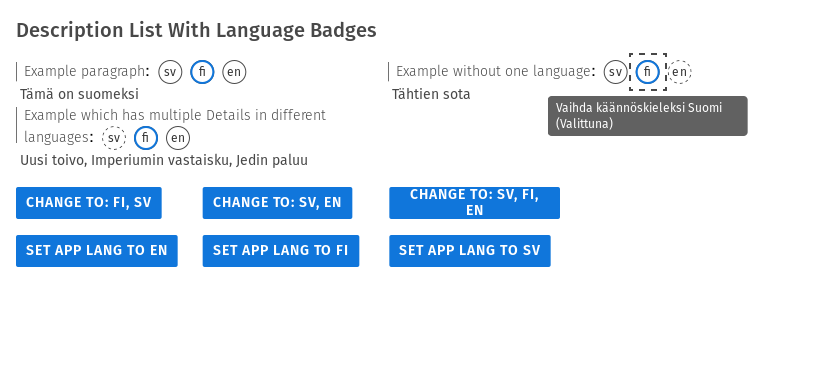 Description List With Language Badges
Example paragraph: sv fi en
Tämä on suomeksi
Example without one language: sv fi en
Tähtien sota
Vaihda käännöskieleksi Suomi
(Valittuna)
Example which has multiple Details in different
languages: sv fi en
Uusi toivo, Imperiumin vastaisku, Jedin paluu
CHANGE TO: FI, SV
CHANGE TO: SV, EN
CHANGE TO: SV, FI,
EN
SET APP LANG TO EN
SET APP LANG TO FI
SET APP LANG TO SV